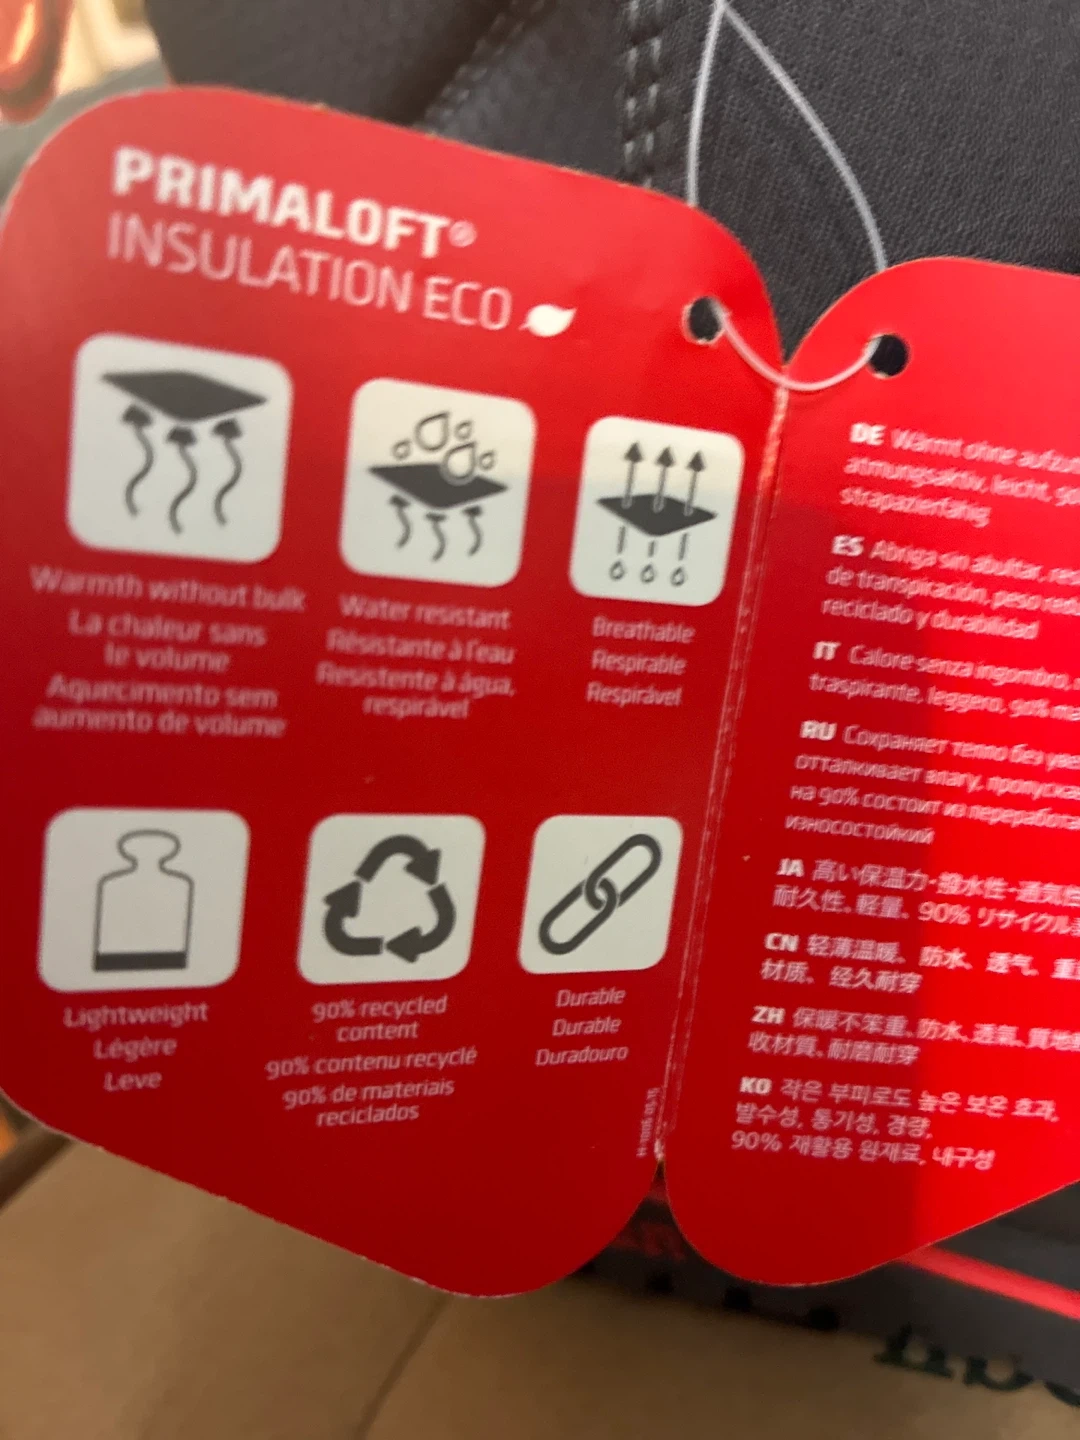 PRIMALOFT®
INSULATION ECO
Warmth without bulk
La chaleur sans
le volume
Aquecimento sem
aumento de volume
Water resistant
Résistante à l'eau
Resistente à água,
respirável
Breathable
Respirable
Respirável
Lightweight
Légère
Leve
90% recycled
content
90% contenu recyclé
90% de materiais
reciclados
Durable
Durable
Duradouro
DE Wärmt ohne
atmungsaktiv, leicht,
strapazierfähig
ES Abriga sin abultar,
de transpiración, peso
reciclado y durabilidad
IT Calore senza ingombro,
traspirante, leggero, 90%
RU Сохраняет тепло без
отталкивает влагу,
на 90% состоит из
износостойкий
JA 高い保温力・撥水性・通気性
耐久性、軽量、90% リサイクル
CN 轻薄温暖、防水、透气、重
材质、经久耐穿
ZH 保暖不笨重、防水、透氣、質地
收材質、耐磨耐穿
KO 작은 부피로도 높은 보온 효과,
발수성, 통기성, 경량,
90% 재활용 원재료, 내구성